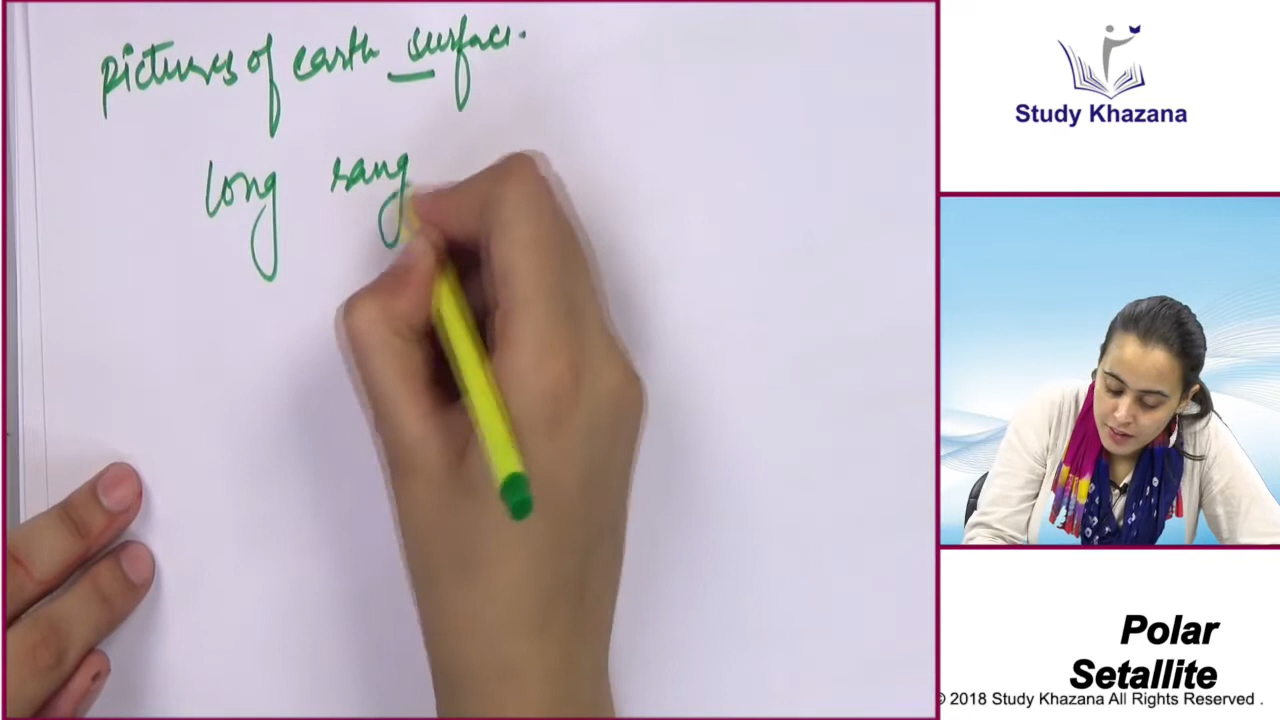 pictures of earth surface.
long rang
Study Khazana
Polar
Setallite
© 2018 Study Khazana All Rights Reserved .